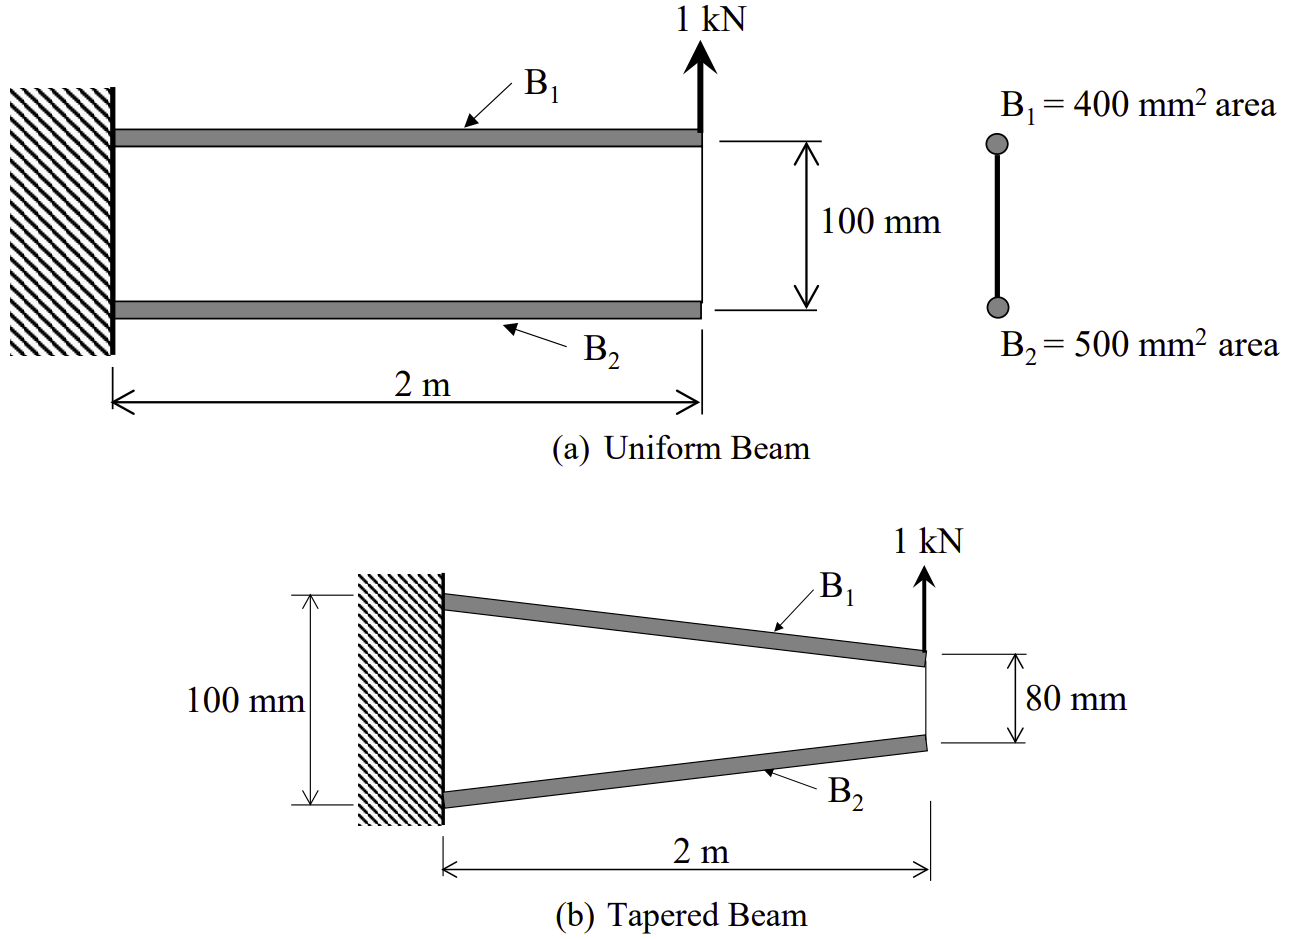 1 kN
B₁
B₁ = 400 mm² area
100 mm
B₂ = 500 mm² area
B₂
2 m
(a) Uniform Beam
1 kN
B₁
100 mm
80 mm
B₂
2 m
(b) Tapered Beam